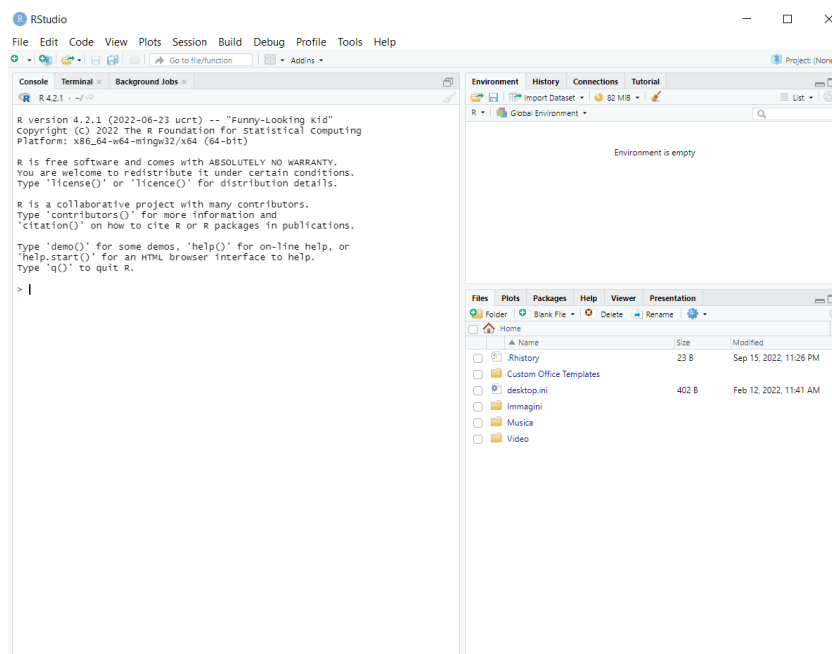 RStudio
File Edit Code View Plots Session Build Debug Profile Tools Help
Go to file/function Addins Project: (None
Console Terminal Background Jobs
R 4.2.1 · ~/
R version 4.2.1 (2022-06-23 ucrt) -- "Funny-Looking Kid"
Copyright (C) 2022 The R Foundation for Statistical Computing
Platform: x86_64-w64-mingw32/x64 (64-bit)
R is free software and comes with ABSOLUTELY NO WARRANTY.
You are welcome to redistribute it under certain conditions.
Type 'license()' or 'licence()' for distribution details.
R is a collaborative project with many contributors.
Type 'contributors()' for more information and
'citation()' on how to cite R or R packages in publications.
Type 'demo()' for some demos, 'help()' for on-line help, or
'help.start()' for an HTML browser interface to help.
Type 'q()' to quit R.
>
Environment History Connections Tutorial
Import Dataset 82 MiB List
R Global Environment
Environment is empty
Files Plots Packages Help Viewer Presentation
Folder Blank File Delete Rename
Home
Name Size Modified
.Rhistory 23 B Sep 15, 2022, 11:26 PM
Custom Office Templates
desktop.ini 402 B Feb 12, 2022, 11:41 AM
Immagini
Musica
Video